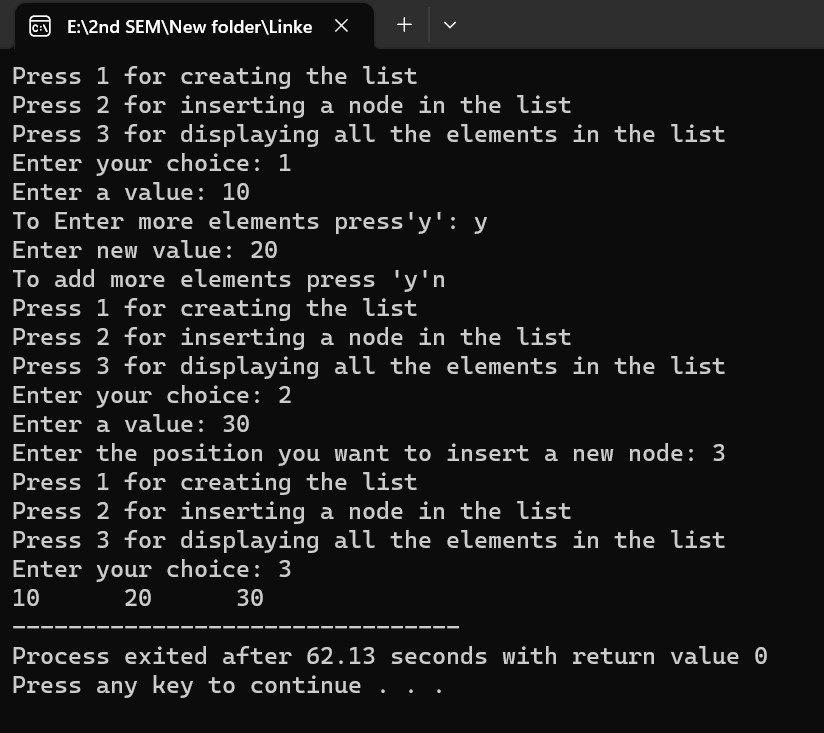 E:\2nd SEM\New folder\Linke
Press 1 for creating the list
Press 2 for inserting a node in the list
Press 3 for displaying all the elements in the list
Enter your choice: 1
Enter a value: 10
To Enter more elements press'y': y
Enter new value: 20
To add more elements press 'y'n
Press 1 for creating the list
Press 2 for inserting a node in the list
Press 3 for displaying all the elements in the list
Enter your choice: 2
Enter a value: 30
Enter the position you want to insert a new node: 3
Press 1 for creating the list
Press 2 for inserting a node in the list
Press 3 for displaying all the elements in the list
Enter your choice: 3
10      20      30
--------------------------------
Process exited after 62.13 seconds with return value 0
Press any key to continue . . .